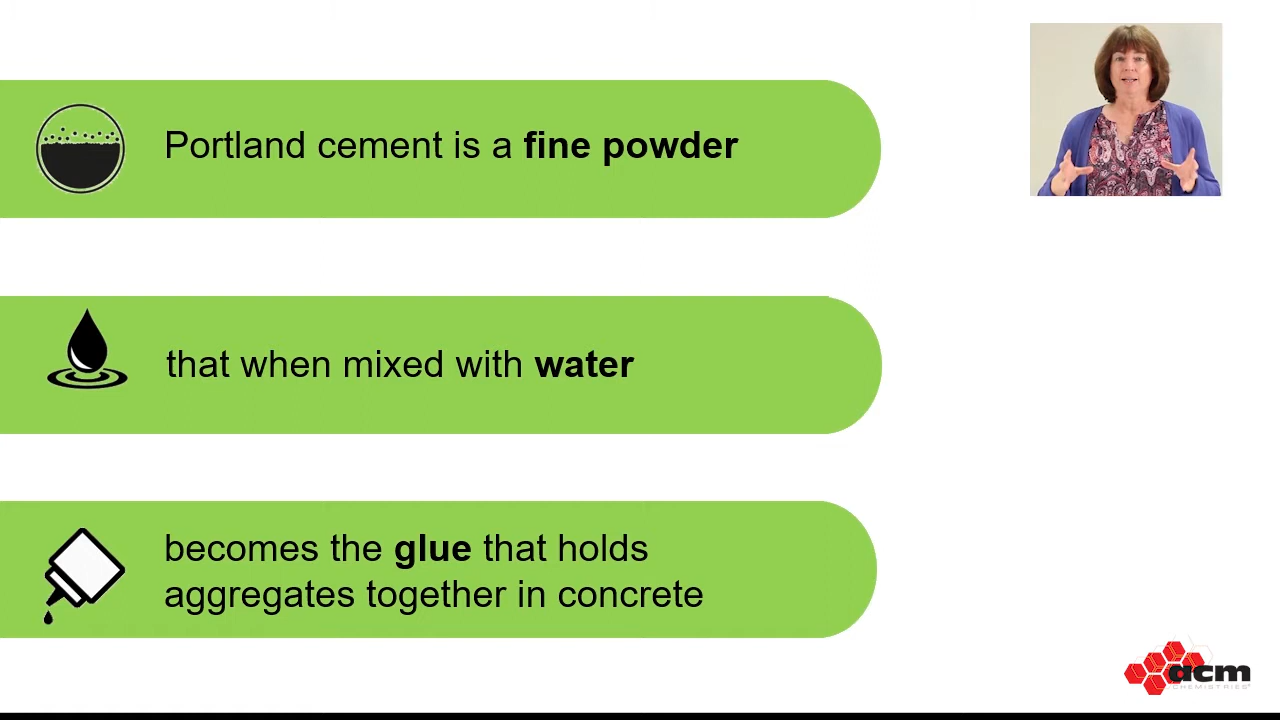 Portland cement is a fine powder
that when mixed with water
becomes the glue that holds
aggregates together in concrete
acm
CHEMISTRIES